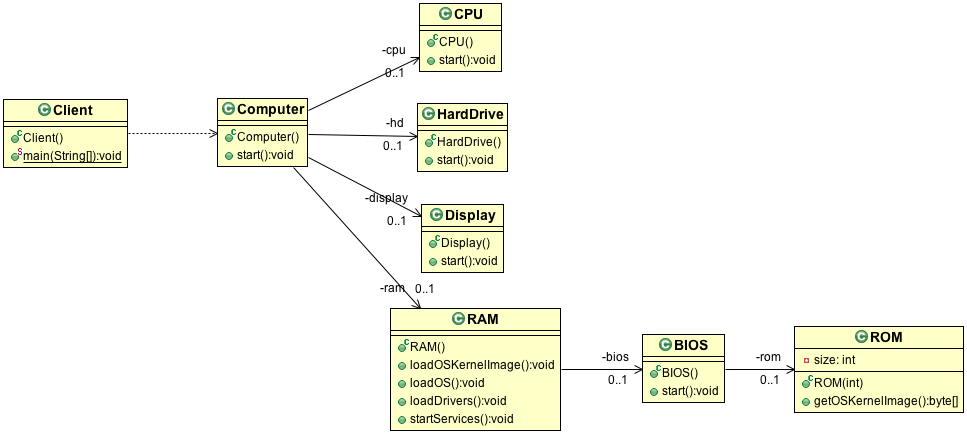 CPU
CPU()
start():void
-cpu
0..1
Client
Client()
main(String[]):void
Computer
Computer()
start():void
-hd
0..1
HardDrive
HardDrive()
start():void
-display
0..1
Display
Display()
start():void
-ram
0..1
RAM
RAM()
loadOSKernelImage():void
loadOS():void
loadDrivers():void
startServices():void
-bios
0..1
BIOS
BIOS()
start():void
-rom
0..1
ROM
size: int
ROM(int)
getOSKernelImage():byte[]